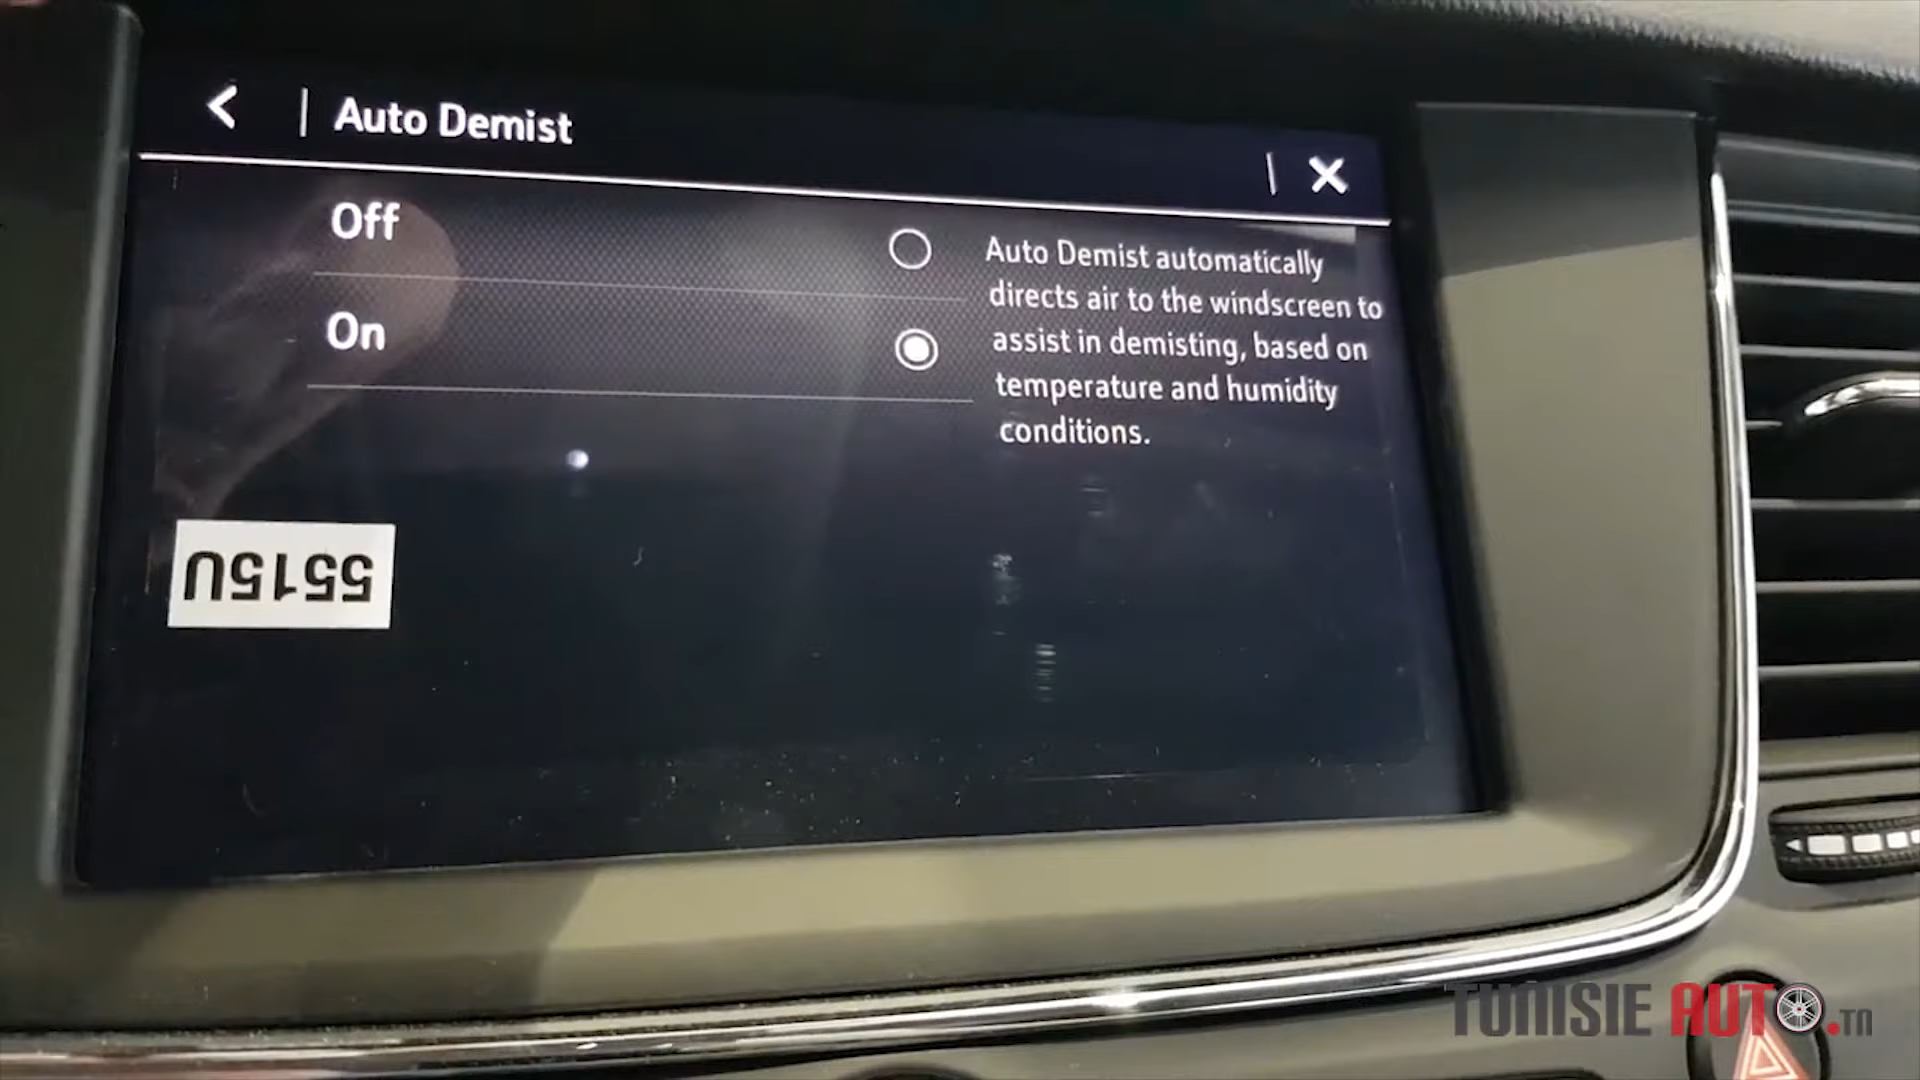 Auto Demist
Off
On
Auto Demist automatically
directs air to the windscreen to
assist in demisting, based on
temperature and humidity
conditions.
5515U
TUNISIE AUTO.TN